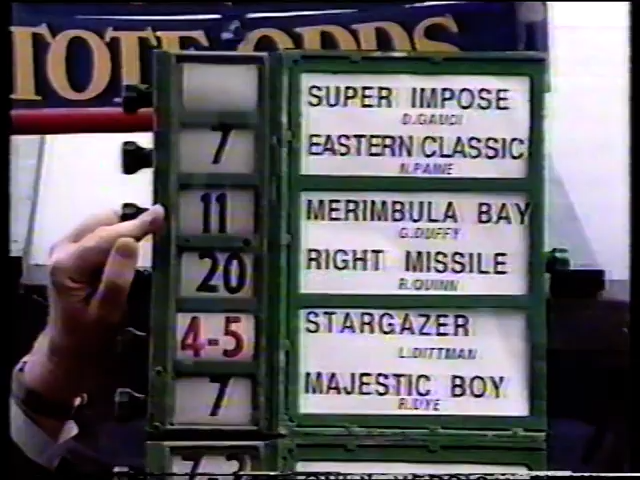 TOTE ODDS
SUPER IMPOSE
D.GAUCI
7 EASTERN CLASSIC
N.PAINE
11 MERIMBULA BAY
G.DUFFY
20 RIGHT MISSILE
R.QUINN
4-5 STARGAZER
L.DITTMAN
7 MAJESTIC BOY
R.DYE